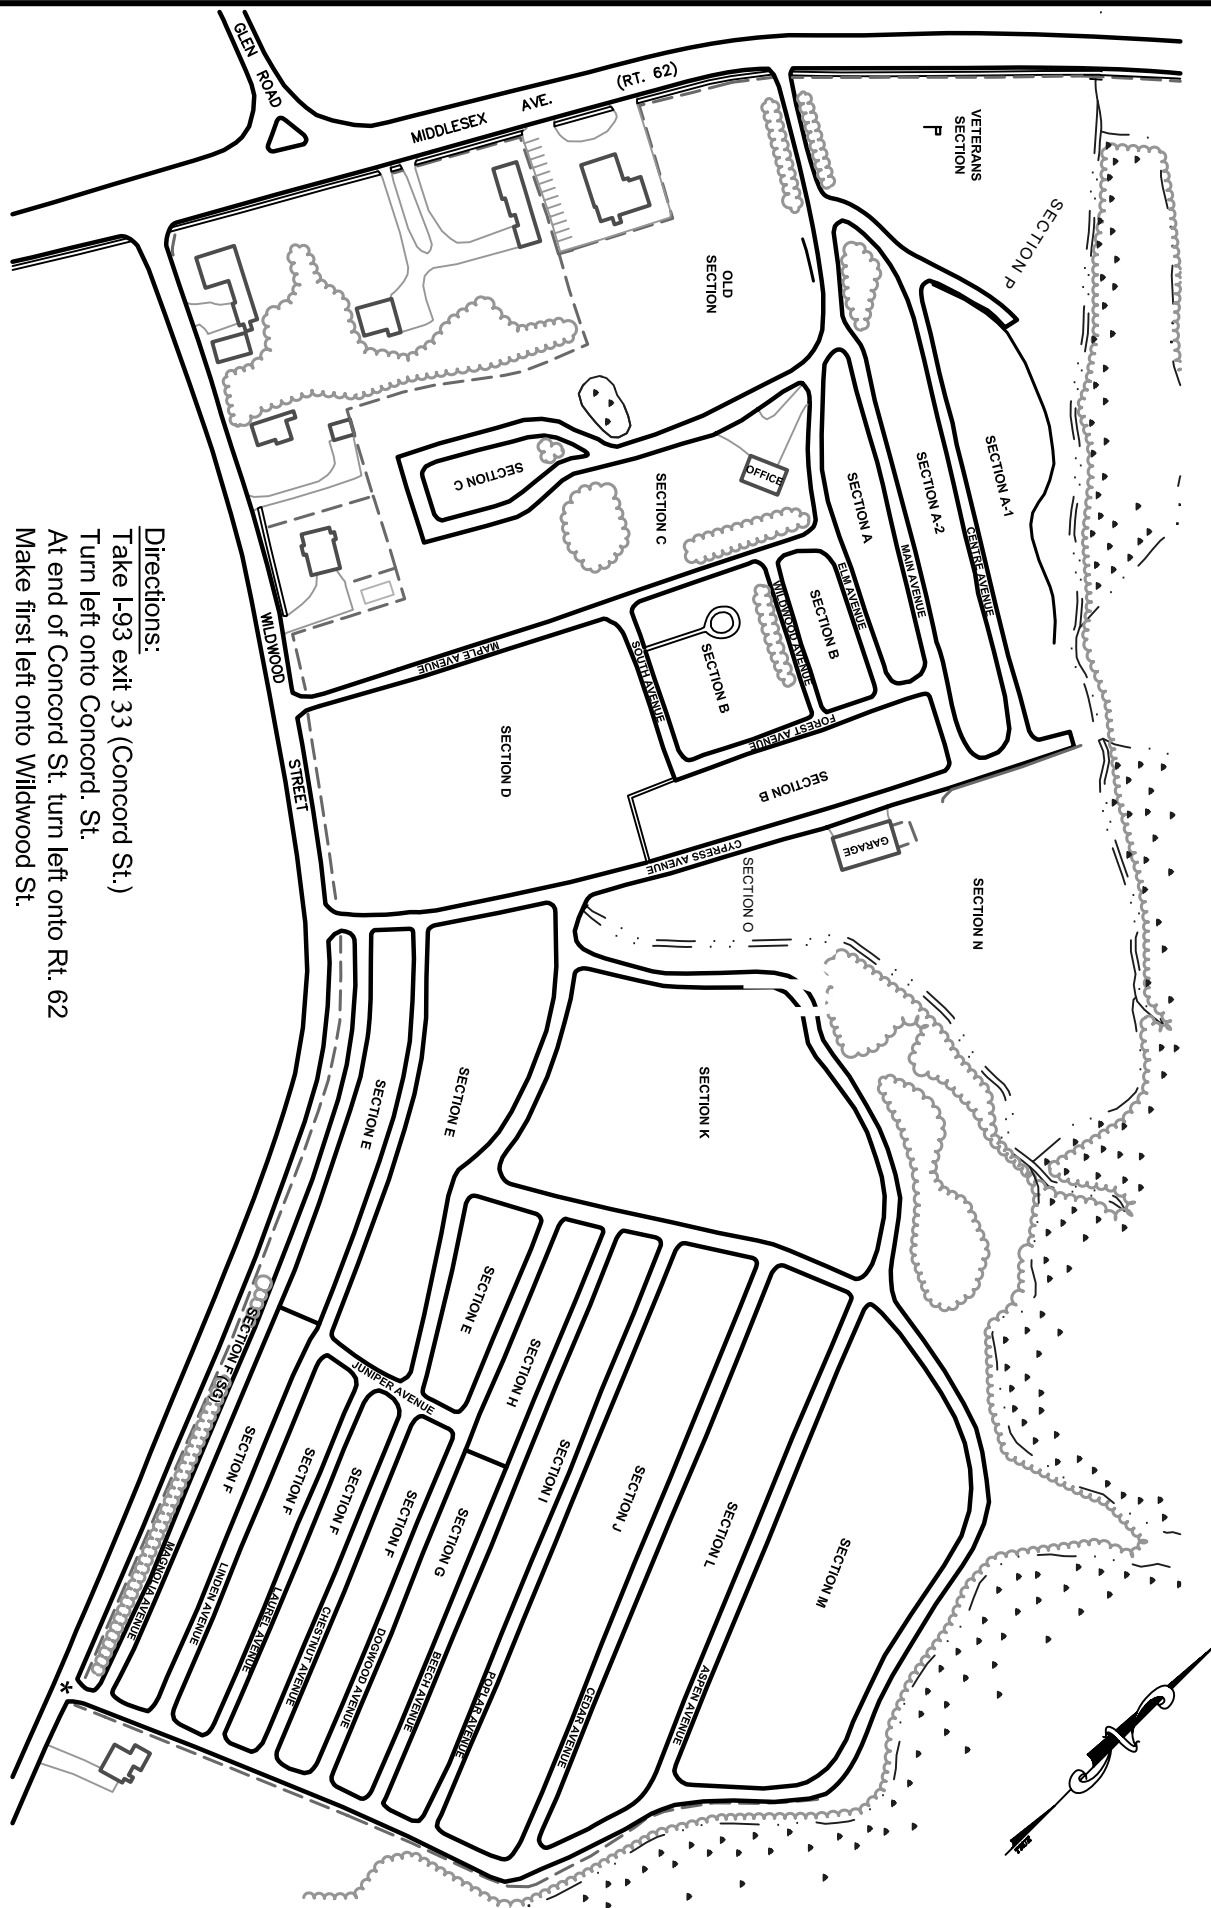 GLEN ROAD
MIDDLESEX AVE. (RT. 62)
VETERANS
SECTION
P
SECTION P
OLD
SECTION
SECTION C
SECTION C
OFFICE
SECTION A
SECTION A-2
SECTION A-1
MAIN AVENUE
CENTRE AVENUE
ELM AVENUE
WILDWOOD AVENUE
SECTION B
SECTION B
SOUTH AVENUE
MAPLE AVENUE
FOREST AVENUE
SECTION B
SECTION D
CYPRESS AVENUE
GARAGE
SECTION O
SECTION N
WILDWOOD STREET
Directions:
Take I-93 exit 33 (Concord St.)
Turn left onto Concord. St.
At end of Concord St. turn left onto Rt. 62
Make first left onto Wildwood St.
SECTION E
SECTION E
SECTION K
SECTION E
SECTION H
JUNIPER AVENUE
SECTION F (SG)
SECTION F
SECTION F
SECTION F
SECTION F
SECTION G
SECTION I
SECTION J
SECTION L
SECTION M
MAGNOLIA AVENUE
LINDEN AVENUE
LAUREL AVENUE
CHESTNUT AVENUE
DOGWOOD AVENUE
BEECH AVENUE
POPLAR AVENUE
CEDAR AVENUE
ASPEN AVENUE
*